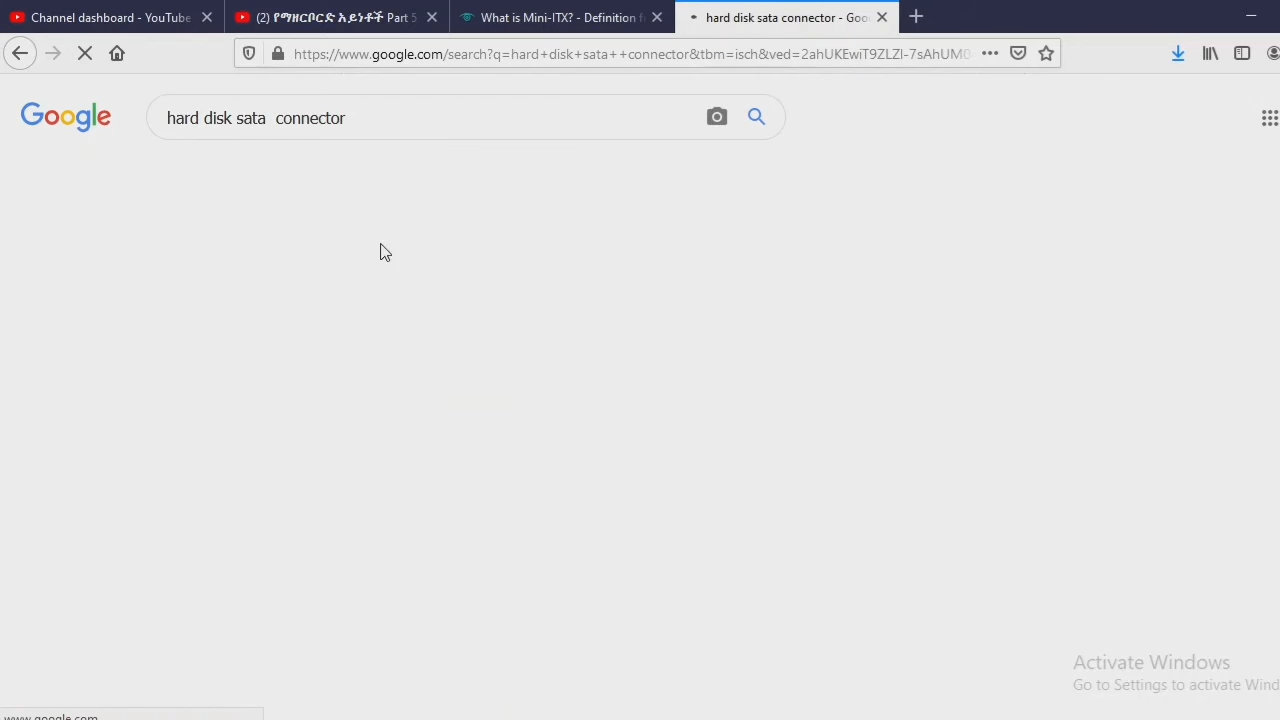 Channel dashboard - YouTube
(2) የማዘርቦርድ አይነቶች Part 5
What is Mini-ITX? - Definition f
hard disk sata connector - Goo
https://www.google.com/search?q=hard+disk+sata++connector&tbm=isch&ved=2ahUKEwiT9ZLZl-7sAhUM
Google
hard disk sata  connector
Activate Windows
Go to Settings to activate Wind
www.google.com